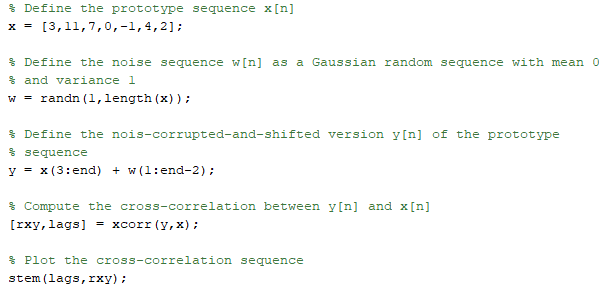 % Define the prototype sequence x[n]
x = [3,11,7,0,-1,4,2];
% Define the noise sequence w[n] as a Gaussian random sequence with mean 0
% and variance 1
w = randn(1,length(x));
% Define the nois-corrupted-and-shifted version y[n] of the prototype
% sequence
y = x(3:end) + w(1:end-2);
% Compute the cross-correlation between y[n] and x[n]
[rxy,lags] = xcorr(y,x);
% Plot the cross-correlation sequence
stem(lags,rxy);